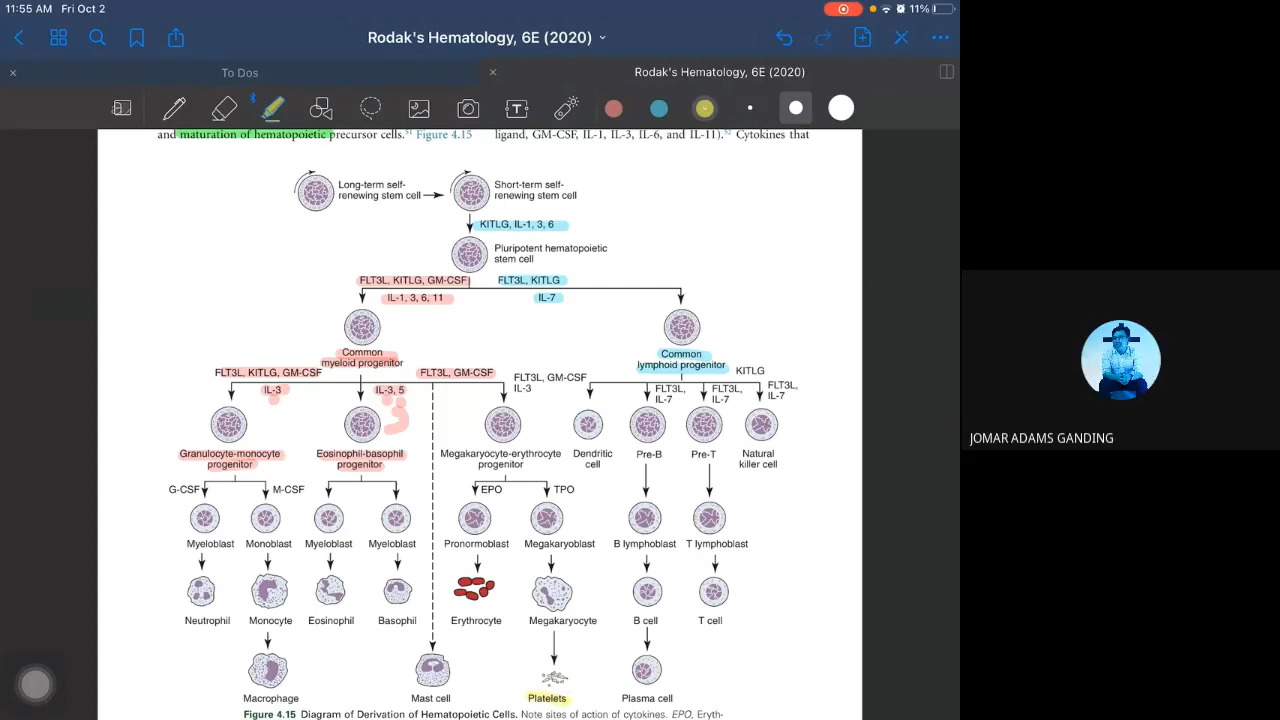 11:55 AM Fri Oct 2
11%
Rodak's Hematology, 6E (2020)
To Dos
Rodak's Hematology, 6E (2020)
and maturation of hematopoietic precursor cells.⁵¹ Figure 4.15
ligand, GM-CSF, IL-1, IL-3, IL-6, and IL-11).⁵² Cytokines that
Long-term self-
renewing stem cell
Short-term self-
renewing stem cell
KITLG, IL-1, 3, 6
Pluripotent hematopoietic
stem cell
FLT3L, KITLG, GM-CSF
IL-1, 3, 6, 11
FLT3L, KITLG
IL-7
Common
myeloid progenitor
Common
lymphoid progenitor
FLT3L, KITLG, GM-CSF
IL-3
IL-3, 5
FLT3L, GM-CSF
FLT3L, GM-CSF
IL-3
FLT3L,
IL-7
FLT3L,
IL-7
KITLG
FLT3L,
IL-7
Granulocyte-monocyte
progenitor
Eosinophil-basophil
progenitor
Megakaryocyte-erythrocyte
progenitor
Dendritic
cell
Pre-B
Pre-T
Natural
killer cell
G-CSF
M-CSF
EPO
TPO
Myeloblast
Monoblast
Myeloblast
Myeloblast
Pronormoblast
Megakaryoblast
B lymphoblast
T lymphoblast
Neutrophil
Monocyte
Eosinophil
Basophil
Erythrocyte
Megakaryocyte
B cell
T cell
Macrophage
Mast cell
Platelets
Plasma cell
Figure 4.15 Diagram of Derivation of Hematopoietic Cells. Note sites of action of cytokines. EPO, Eryth-
JOMAR ADAMS GANDING